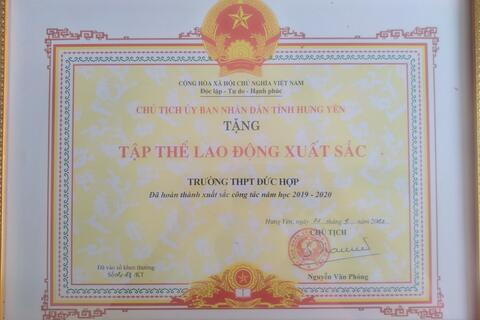 CỘNG HÒA XÃ HỘI CHỦ NGHĨA VIỆT NAM
Độc lập - Tự do - Hạnh phúc
CHỦ TỊCH ỦY BAN NHÂN DÂN TỈNH HƯNG YÊN
TẶNG
TẬP THỂ LAO ĐỘNG XUẤT SẮC
TRƯỜNG THPT ĐỨC HỢP
Đã hoàn thành xuất sắc công tác năm học 2019 - 2020
Hưng Yên, ngày tháng năm
CHỦ TỊCH
Đã vào sổ khen thưởng
Nguyễn Văn Phóng